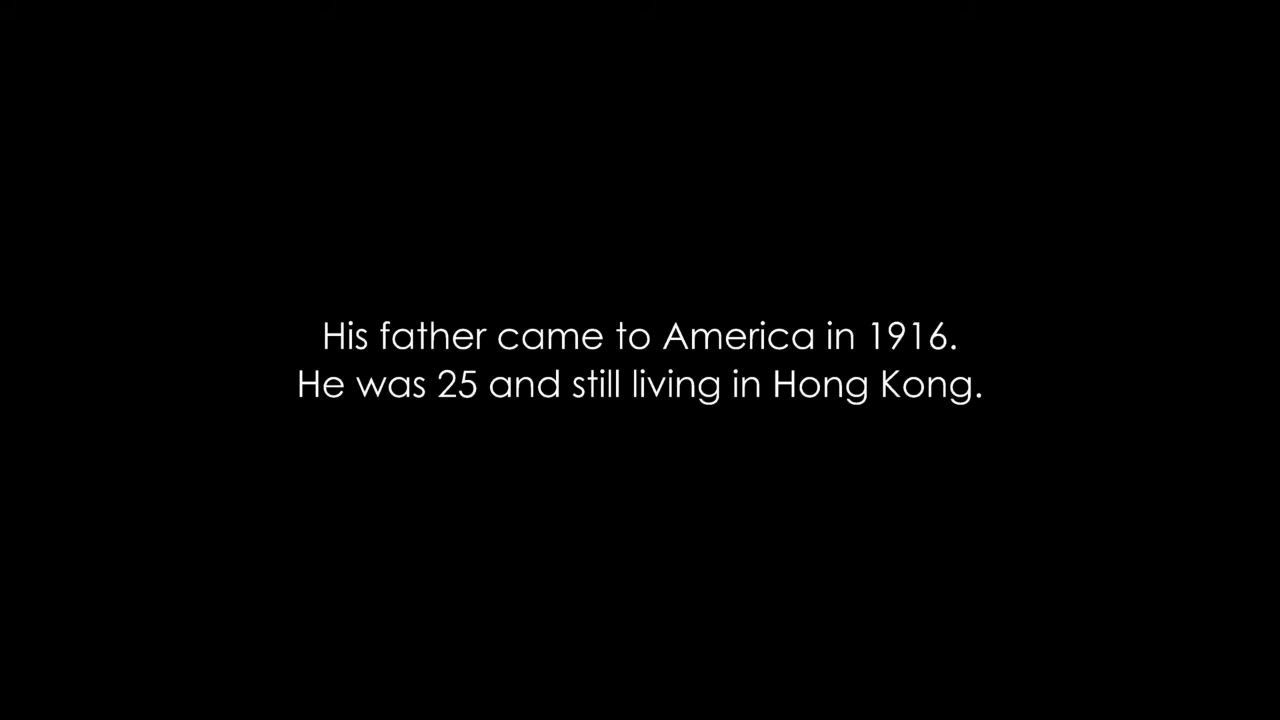 His father came to America in 1916.
He was 25 and still living in Hong Kong.